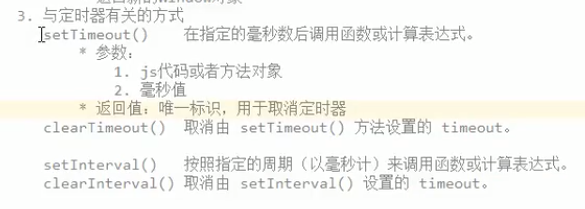 3. 与定时器有关的方式
setTimeout() 在指定的毫秒数后调用函数或计算表达式。
* 参数：
1. js代码或者方法对象
2. 毫秒值
* 返回值：唯一标识，用于取消定时器
clearTimeout() 取消由 setTimeout() 方法设置的 timeout。
setInterval() 按照指定的周期（以毫秒计）来调用函数或计算表达式。
clearInterval() 取消由 setInterval() 设置的 timeout。